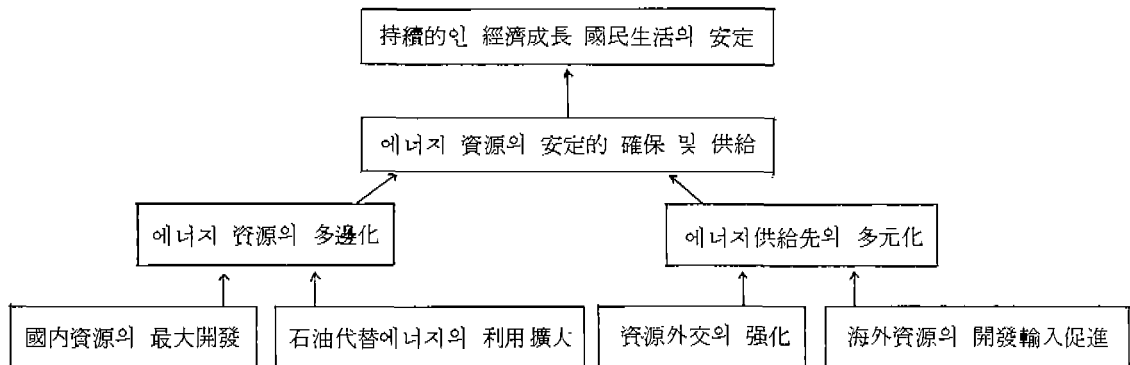 持續的인 經濟成長 國民生活의 安定
에너지 資源의 安定的 確保 및 供給
에너지 資源의 多邊化
에너지供給先의 多元化
國內資源의 最大開發
石油代替에너지의 利用擴大
資源外交의 强化
海外資源의 開發輸入促進